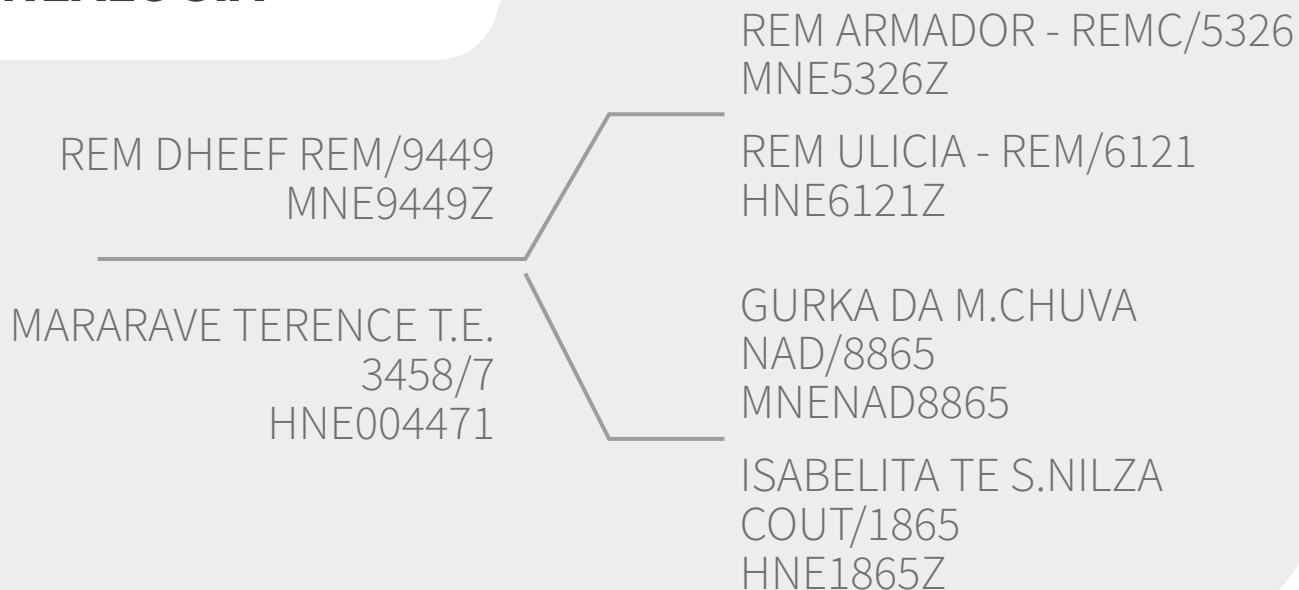 REM DHEEF REM/9449
MNE9449Z
MARARAVE TERENCE T.E.
3458/7
HNE004471
REM ARMADOR - REMC/5326
MNE5326Z
REM ULICIA - REM/6121
HNE6121Z
GURKA DA M.CHUVA
NAD/8865
MNENAD8865
ISABELITA TE S.NILZA
COUT/1865
HNE1865Z